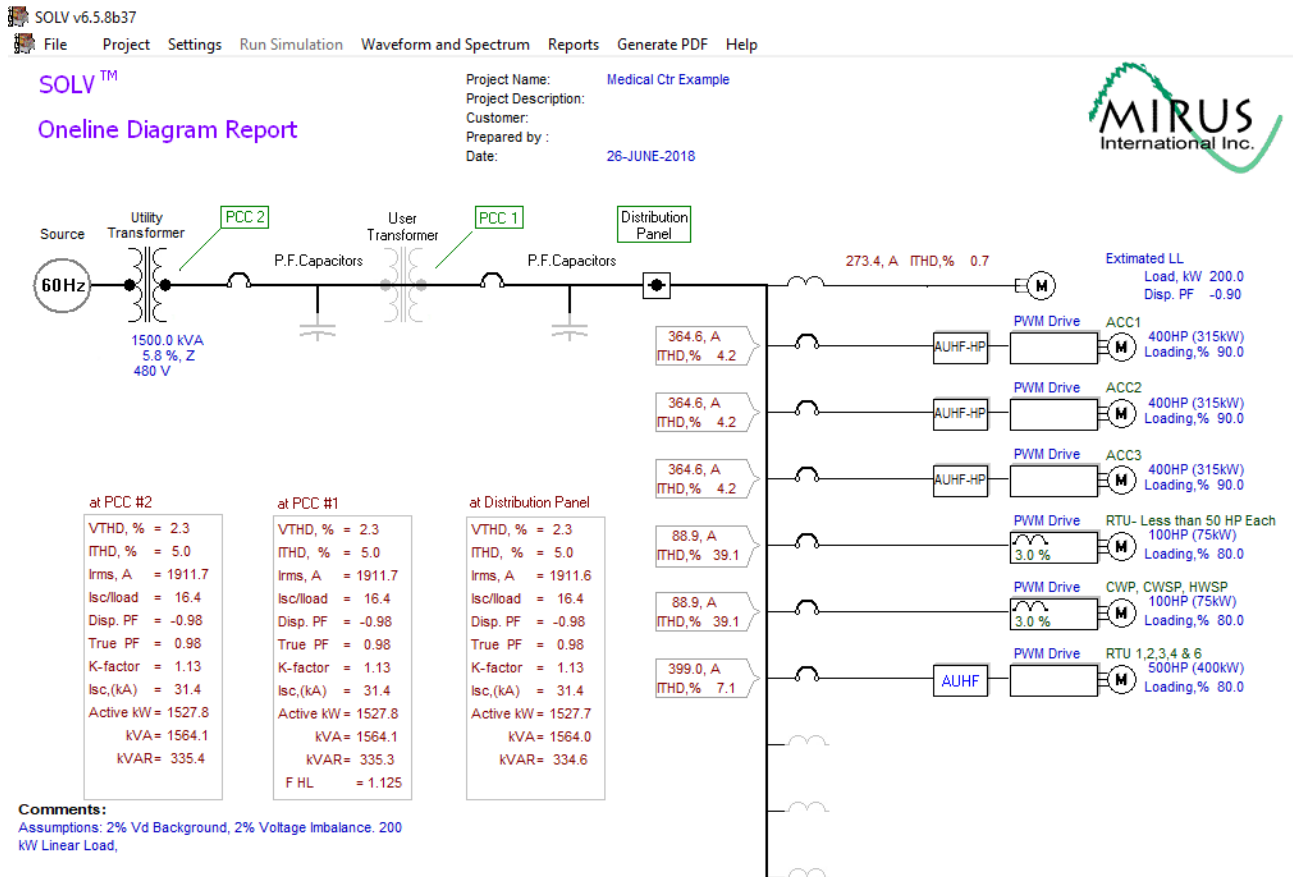 SOLV v6.5.8b37
File Project Settings Run Simulation Waveform and Spectrum Reports Generate PDF Help
SOLV™
Oneline Diagram Report
Project Name: Medical Ctr Example
Project Description:
Customer:
Prepared by :
Date: 26-JUNE-2018
MIRUS
International Inc.
Source
60Hz
Utility
Transformer
1500.0 kVA
5.8 %, Z
480 V
PCC 2
P.F.Capacitors
User
Transformer
PCC 1
P.F.Capacitors
Distribution
Panel
273.4, A ITHD,% 0.7
M
Extimated LL
Load, kW 200.0
Disp. PF -0.90
364.6, A
ITHD,% 4.2
AUHF-HP
PWM Drive
M
ACC1
400HP (315kW)
Loading,% 90.0
364.6, A
ITHD,% 4.2
AUHF-HP
PWM Drive
M
ACC2
400HP (315kW)
Loading,% 90.0
364.6, A
ITHD,% 4.2
AUHF-HP
PWM Drive
M
ACC3
400HP (315kW)
Loading,% 90.0
88.9, A
ITHD,% 39.1
PWM Drive
3.0 %
M
RTU- Less than 50 HP Each
100HP (75kW)
Loading,% 80.0
88.9, A
ITHD,% 39.1
PWM Drive
3.0 %
M
CWP, CWSP, HWSP
100HP (75kW)
Loading,% 80.0
399.0, A
ITHD,% 7.1
AUHF
PWM Drive
M
RTU 1,2,3,4 & 6
500HP (400kW)
Loading,% 80.0
at PCC #2
VTHD, % = 2.3
ITHD, % = 5.0
Irms, A = 1911.7
Isc/Iload = 16.4
Disp. PF = -0.98
True PF = 0.98
K-factor = 1.13
Isc,(kA) = 31.4
Active kW = 1527.8
kVA= 1564.1
kVAR= 335.4
at PCC #1
VTHD, % = 2.3
ITHD, % = 5.0
Irms, A = 1911.7
Isc/Iload = 16.4
Disp. PF = -0.98
True PF = 0.98
K-factor = 1.13
Isc,(kA) = 31.4
Active kW = 1527.8
kVA= 1564.1
kVAR= 335.3
F HL = 1.125
at Distribution Panel
VTHD, % = 2.3
ITHD, % = 5.0
Irms, A = 1911.6
Isc/Iload = 16.4
Disp. PF = -0.98
True PF = 0.98
K-factor = 1.13
Isc,(kA) = 31.4
Active kW = 1527.7
kVA= 1564.0
kVAR= 334.6
Comments:
Assumptions: 2% Vd Background, 2% Voltage Imbalance. 200
kW Linear Load,